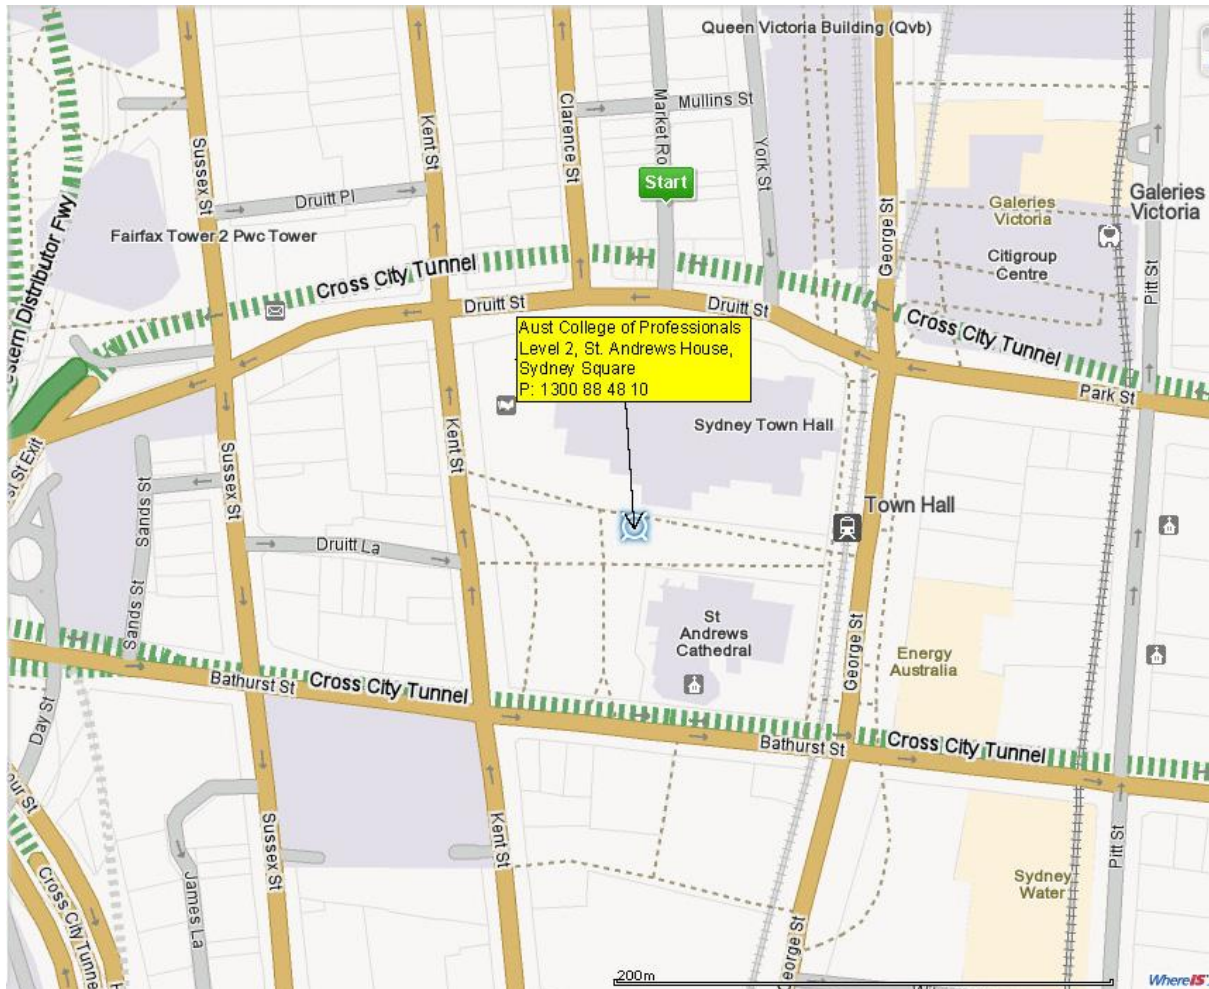 Queen Victoria Building (Qvb)
Mullins St
Clarence St
Kent St
Sussex St
York St
Start
Druitt Pl
Fairfax Tower 2 Pwc Tower
Distributor Fwy
Cross City Tunnel
Druitt St
Druitt St
George St
Galeries
Victoria
Galeries
Victoria
Citigroup
Centre
Pitt St
Cross City Tunnel
Park St
Aust College of Professionals
Level 2, St. Andrews House,
Sydney Square
P: 1300 88 48 10
Sydney Town Hall
St Exit
Kent St
Sussex St
Sands St
Town Hall
Druitt La
Sands St
St
Andrews
Cathedral
George St
Energy
Australia
Bathurst St
Cross City Tunnel
Day St
Bathurst St
Cross City Tunnel
Sussex St
Kent St
Pitt St
James La
Sydney
Water
Cross City
200m
WhereiS